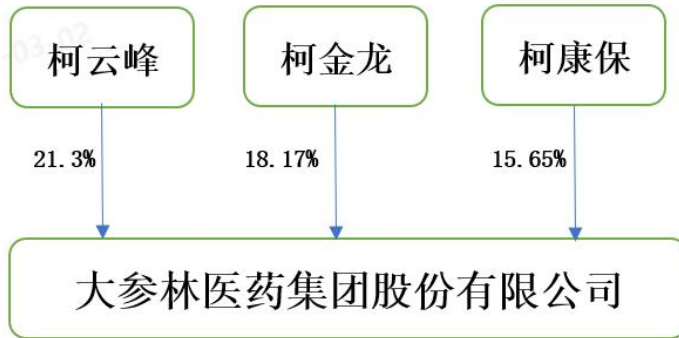 柯云峰
柯金龙
柯康保
21.3%
18.17%
15.65%
大参林医药集团股份有限公司